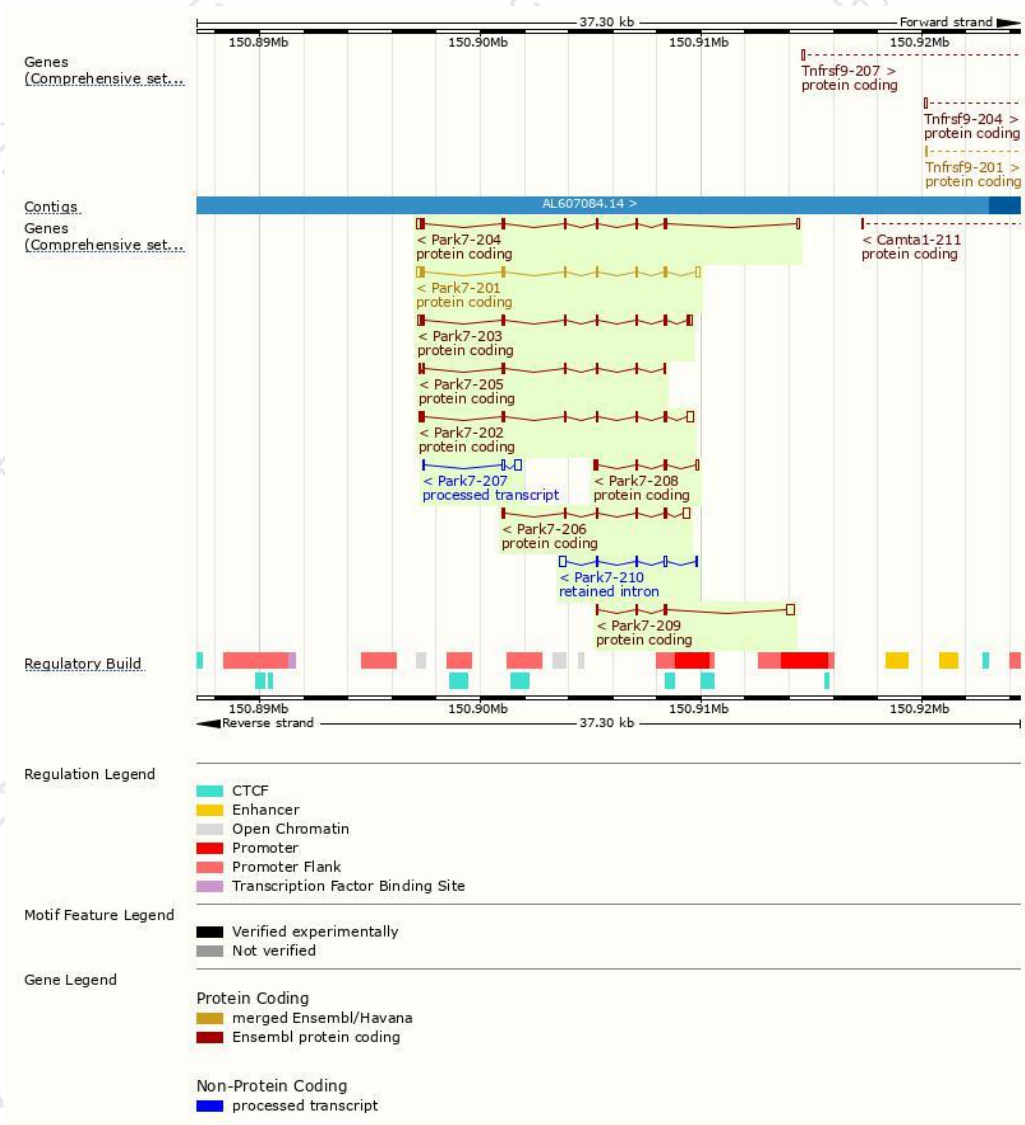 37.30 kb
Forward strand
150.89Mb 150.90Mb 150.91Mb 150.92Mb
Genes
(Comprehensive set...
Tnfrsf9-207 >
protein coding
Tnfrsf9-204 >
protein coding
Tnfrsf9-201 >
protein coding
Contigs
AL607084.14 >
Genes
(Comprehensive set...
< Park7-204
protein coding
< Camta1-211
protein coding
< Park7-201
protein coding
< Park7-203
protein coding
< Park7-205
protein coding
< Park7-202
protein coding
< Park7-207
processed transcript
< Park7-208
protein coding
< Park7-206
protein coding
< Park7-210
retained intron
< Park7-209
protein coding
Regulatory Build
150.89Mb 150.90Mb 150.91Mb 150.92Mb
Reverse strand
37.30 kb
Regulation Legend
CTCF
Enhancer
Open Chromatin
Promoter
Promoter Flank
Transcription Factor Binding Site
Motif Feature Legend
Verified experimentally
Not verified
Gene Legend
Protein Coding
merged Ensembl/Havana
Ensembl protein coding
Non-Protein Coding
processed transcript